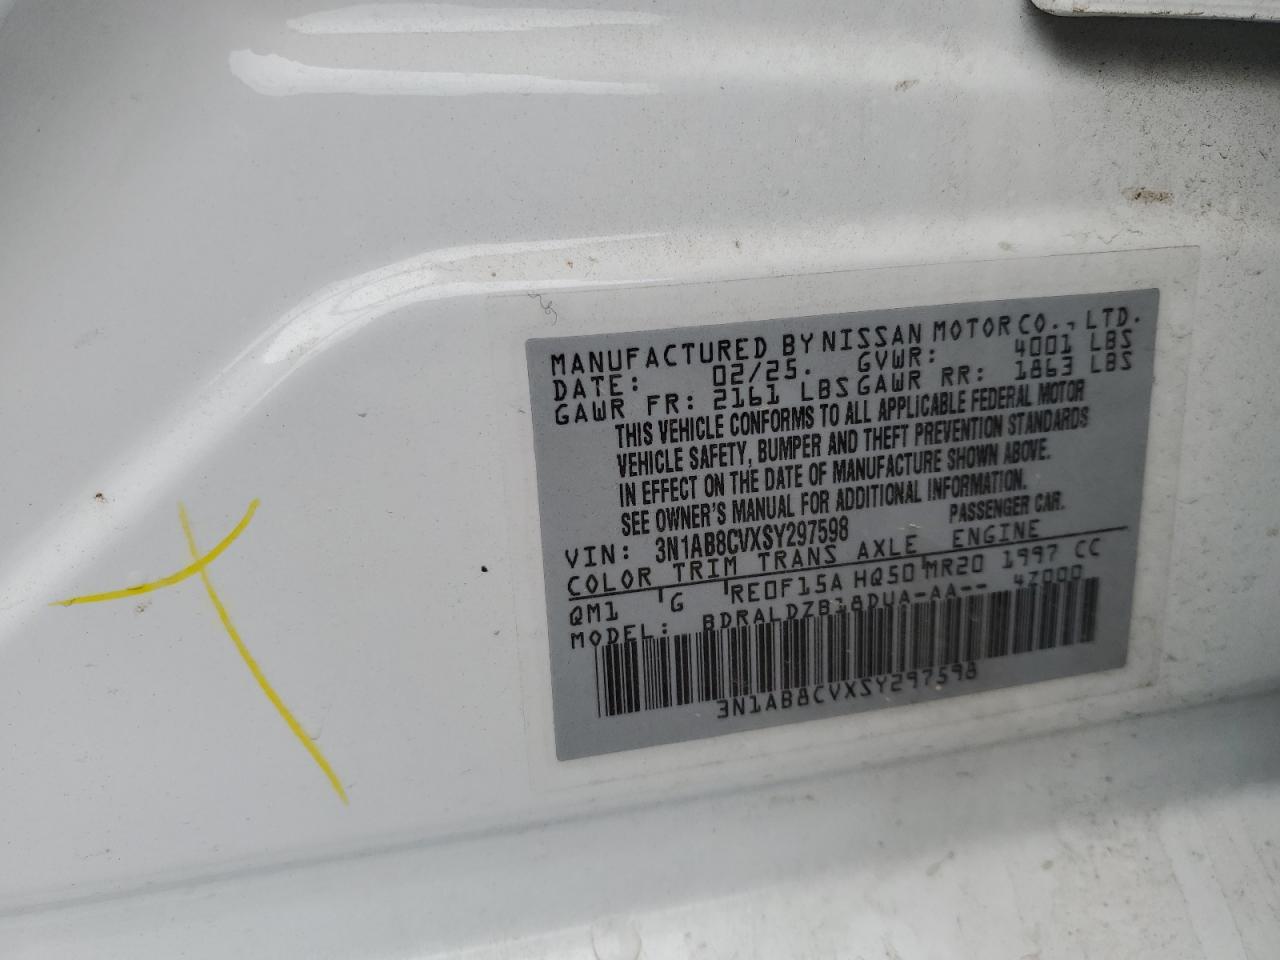 MANUFACTURED BY NISSAN MOTOR CO., LTD.
DATE: 02/25. GVWR: 4001 LBS
GAWR FR: 2161 LBS GAWR RR: 1863 LBS
THIS VEHICLE CONFORMS TO ALL APPLICABLE FEDERAL MOTOR
VEHICLE SAFETY, BUMPER AND THEFT PREVENTION STANDARDS
IN EFFECT ON THE DATE OF MANUFACTURE SHOWN ABOVE.
SEE OWNER'S MANUAL FOR ADDITIONAL INFORMATION.
VIN: 3N1AB8CVXSY297598 PASSENGER CAR.
COLOR TRIM TRANS AXLE ENGINE
QM1 G RE0F15A HQ50 MR20 1997 CC
MODEL: BDRALDZB18DUA-AA-- 4Z000
3N1AB8CVXSY297598